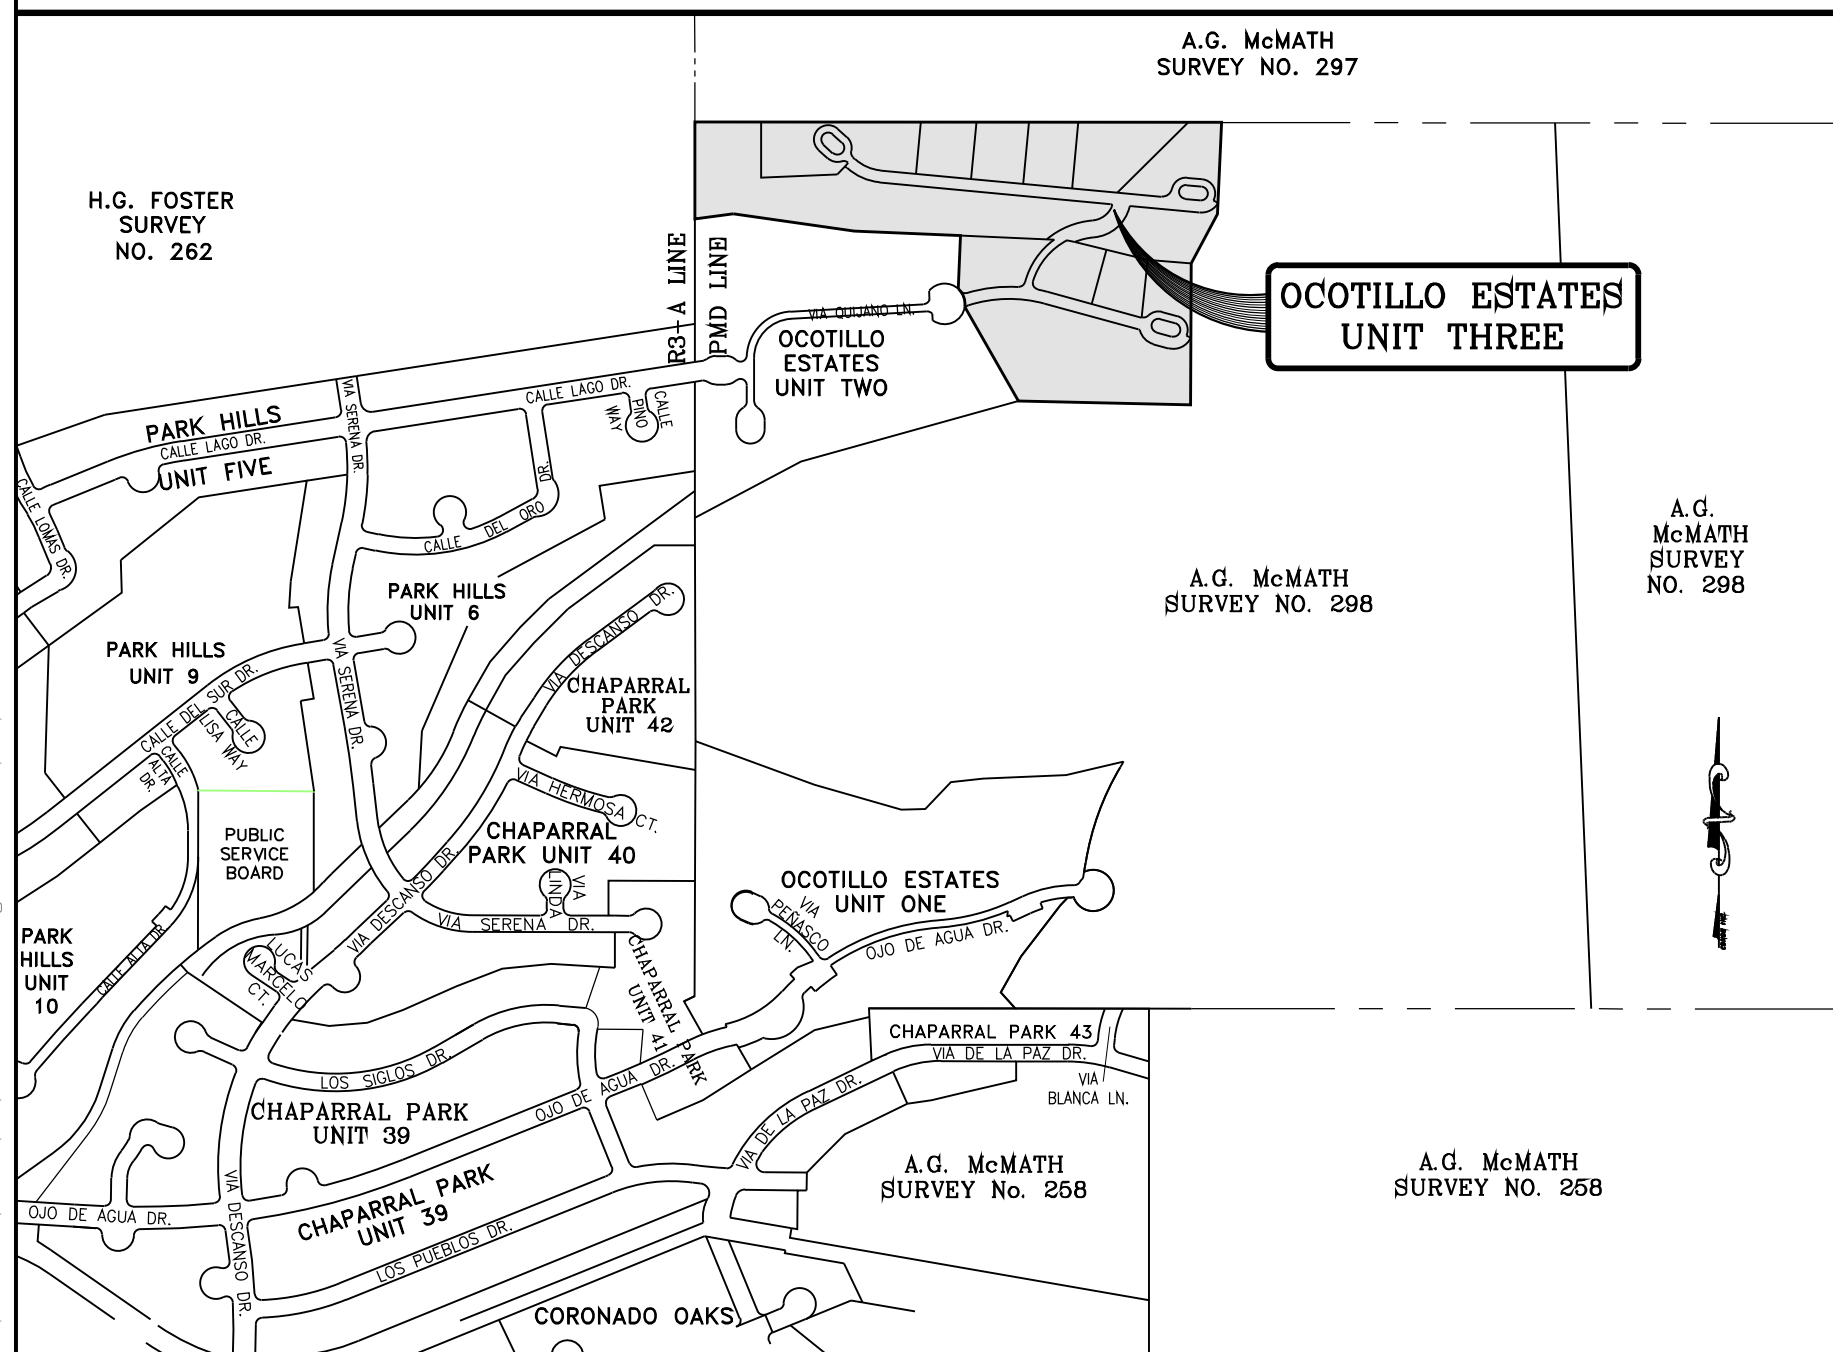 A.G. McMATH
SURVEY NO. 297
H.G. FOSTER
SURVEY
NO. 262
R3-A LINE
PMD LINE
OCOTILLO ESTATES
UNIT THREE
VIA QUIJANO LN.
OCOTILLO
ESTATES
UNIT TWO
PARK HILLS
CALLE LAGO DR.
UNIT FIVE
VIA SERENA DR.
CALLE LAGO DR.
CALLE
PINO
WAY
CALLE LOMAS DR.
CALLE DEL ORO DR.
A.G.
McMATH
SURVEY
NO. 298
A.G. McMATH
SURVEY NO. 298
PARK HILLS
UNIT 6
PARK HILLS
UNIT 9
VIA SERENA DR.
VIA DESCANSO DR.
CHAPARRAL
PARK
UNIT 42
CALLE DEL SUR DR.
CALLE
LISA WAY
CALLE
ALTA
DR.
VIA HERMOSA CT.
PUBLIC
SERVICE
BOARD
CHAPARRAL
PARK UNIT 40
VIA
LINDA
VIA DESCANSO DR.
VIA SERENA DR.
OCOTILLO ESTATES
UNIT ONE
VIA
PEÑASCO
LN.
OJO DE AGUA DR.
PARK
HILLS
UNIT
10
CALLE ALTA DR
LUCAS
MARCELO
CT.
CHAPARRAL PARK
UNIT 41
CHAPARRAL PARK 43
VIA DE LA PAZ DR.
VIA
BLANCA LN.
LOS SIGLOS DR.
OJO DE AGUA DR.
VIA DE LA PAZ DR.
CHAPARRAL PARK
UNIT 39
A.G. McMATH
SURVEY No. 258
A.G. McMATH
SURVEY NO. 258
CHAPARRAL PARK
UNIT 39
OJO DE AGUA DR.
VIA DESCANSO DR.
LOS PUEBLOS DR.
CORONADO OAKS